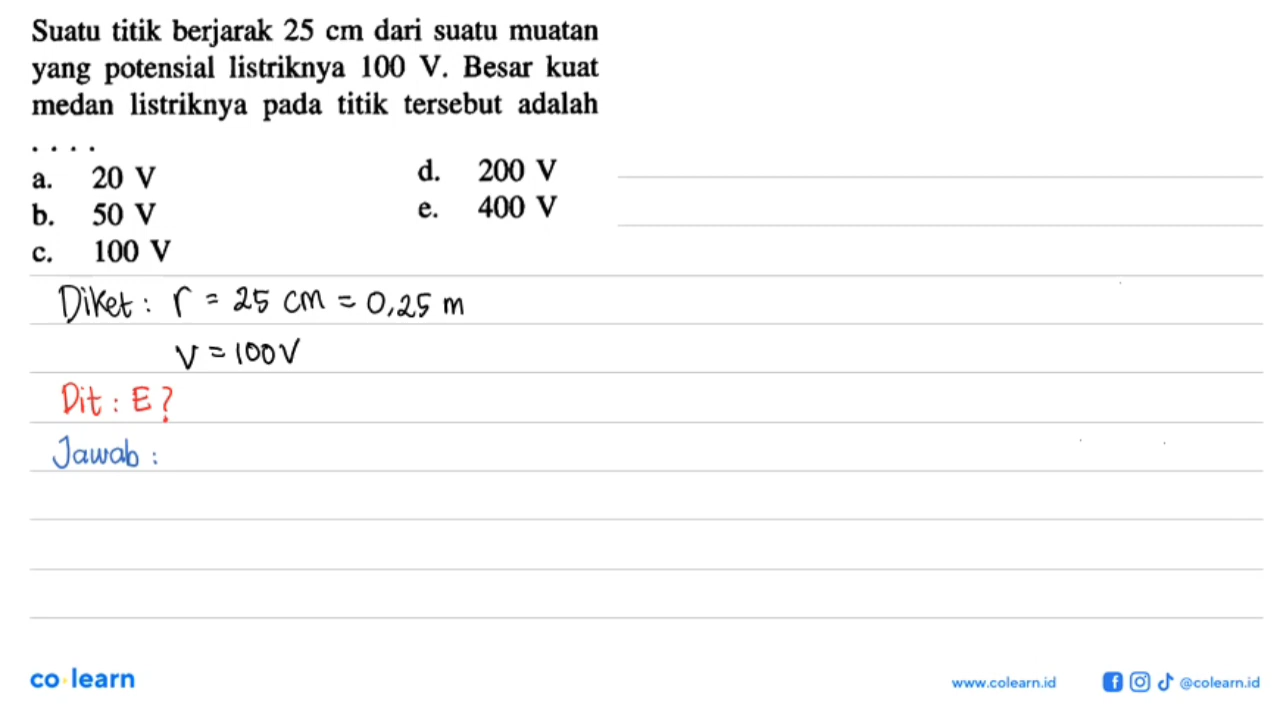 Suatu titik berjarak 25 cm dari suatu muatan
yang potensial listriknya 100 V. Besar kuat
medan listriknya pada titik tersebut adalah
. . . .
a. 20 V
b. 50 V
c. 100 V
d. 200 V
e. 400 V
Diket : r = 25 cm = 0,25 m
V = 100V
Dit : E ?
Jawab :
co learn
www.colearn.id
@colearn.id